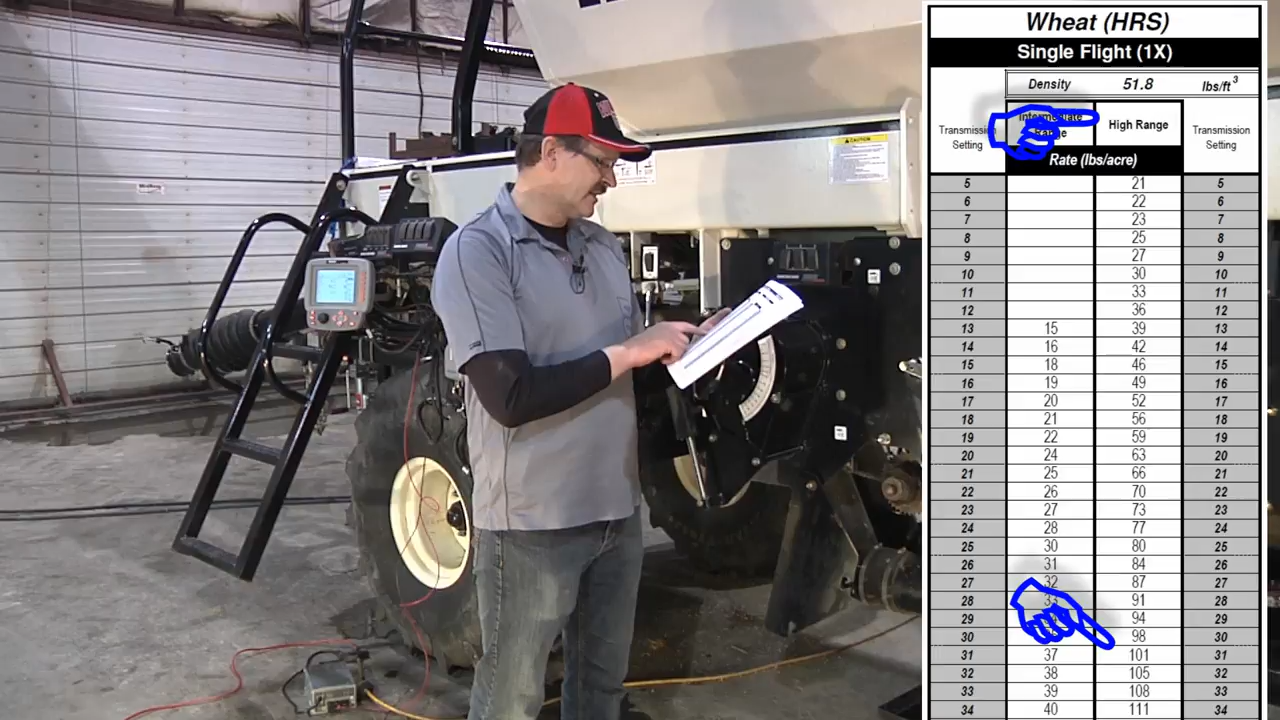 Wheat (HRS)
Single Flight (1X)
Density 51.8 lbs/ft³
Transmission Setting Intermediate Range High Range Transmission Setting
Rate (lbs/acre)
5 21 5
6 22 6
7 23 7
8 25 8
9 27 9
10 30 10
11 33 11
12 36 12
13 15 39 13
14 16 42 14
15 18 46 15
16 19 49 16
17 20 52 17
18 21 56 18
19 22 59 19
20 24 63 20
21 25 66 21
22 26 70 22
23 27 73 23
24 28 77 24
25 30 80 25
26 31 84 26
27 32 87 27
28 33 91 28
29 94 29
30 98 30
31 37 101 31
32 38 105 32
33 39 108 33
34 40 111 34
CAUTION